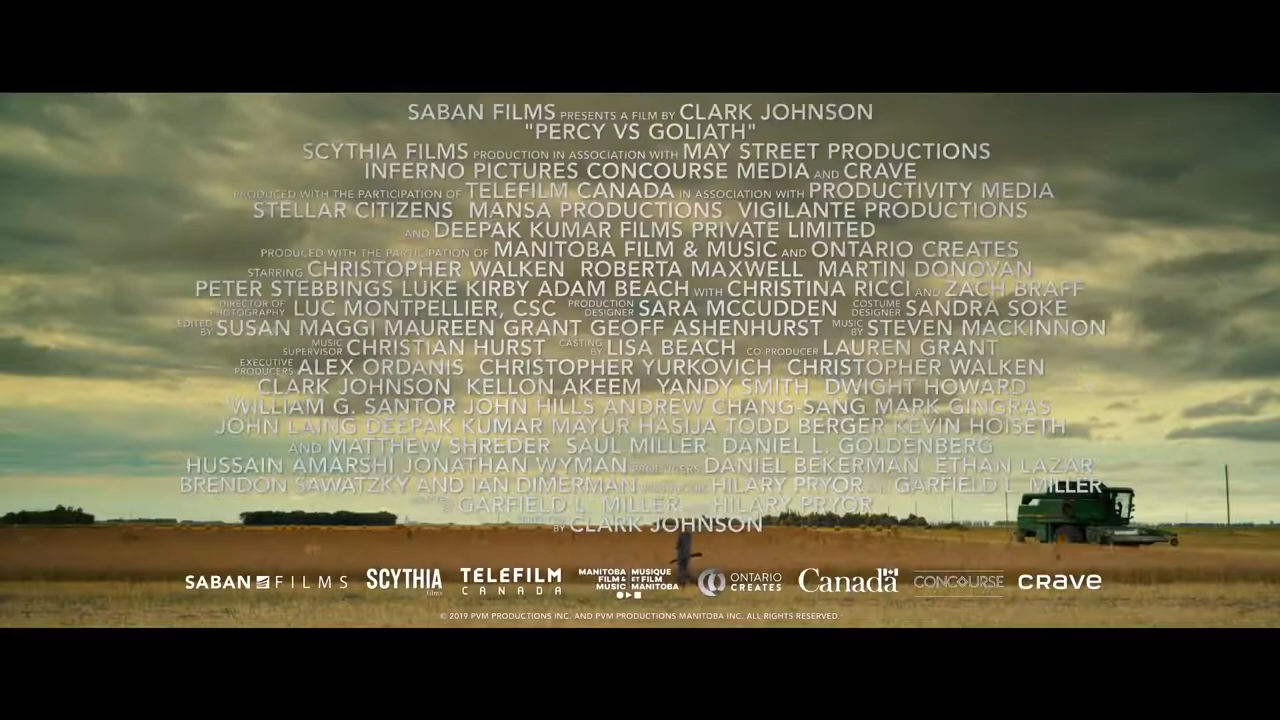 SABAN FILMS PRESENTS A FILM BY CLARK JOHNSON
"PERCY VS GOLIATH"
SCYTHIA FILMS PRODUCTION IN ASSOCIATION WITH MAY STREET PRODUCTIONS
INFERNO PICTURES CONCOURSE MEDIA AND CRAVE
PRODUCED WITH THE PARTICIPATION OF TELEFILM CANADA IN ASSOCIATION WITH PRODUCTIVITY MEDIA
STELLAR CITIZENS MANSA PRODUCTIONS VIGILANTE PRODUCTIONS
AND DEEPAK KUMAR FILMS PRIVATE LIMITED
PRODUCED WITH THE PARTICIPATION OF MANITOBA FILM & MUSIC AND ONTARIO CREATES
STARRING CHRISTOPHER WALKEN ROBERTA MAXWELL MARTIN DONOVAN
PETER STEBBINGS LUKE KIRBY ADAM BEACH WITH CHRISTINA RICCI AND ZACH BRAFF
DIRECTOR OF PHOTOGRAPHY LUC MONTPELLIER, CSC PRODUCTION DESIGNER SARA MCCUDDEN COSTUME DESIGNER SANDRA SOKE
EDITED BY SUSAN MAGGI MAUREEN GRANT GEOFF ASHENHURST MUSIC BY STEVEN MACKINNON
MUSIC SUPERVISOR CHRISTIAN HURST CASTING BY LISA BEACH CO-PRODUCER LAUREN GRANT
EXECUTIVE PRODUCERS ALEX ORDANIS CHRISTOPHER YURKOVICH CHRISTOPHER WALKEN
CLARK JOHNSON KELLON AKEEM YANDY SMITH DWIGHT HOWARD
WILLIAM G. SANTOR JOHN HILLS ANDREW CHANG-SANG MARK GINGRAS
JOHN LAING DEEPAK KUMAR MAYUR HASIJA TODD BERGER KEVIN HOISETH
AND MATTHEW SHREDER SAUL MILLER DANIEL L. GOLDENBERG
HUSSAIN AMARSHI JONATHAN WYMAN PRODUCERS DANIEL BEKERMAN ETHAN LAZAR
BRENDON SAWATZKY AND IAN DIMERMAN HILARY PRYOR GARFIELD L. MILLER
GARFIELD L. MILLER HILARY PRYOR
BY CLARK JOHNSON
SABAN FILMS SCYTHIA films TELEFILM CANADA MANITOBA FILM & MUSIC MUSIQUE ET FILM MANITOBA ONTARIO CREATES Canada CONCOURSE crave
© 2019 PVM PRODUCTIONS INC. AND PVM PRODUCTIONS MANITOBA INC. ALL RIGHTS RESERVED.